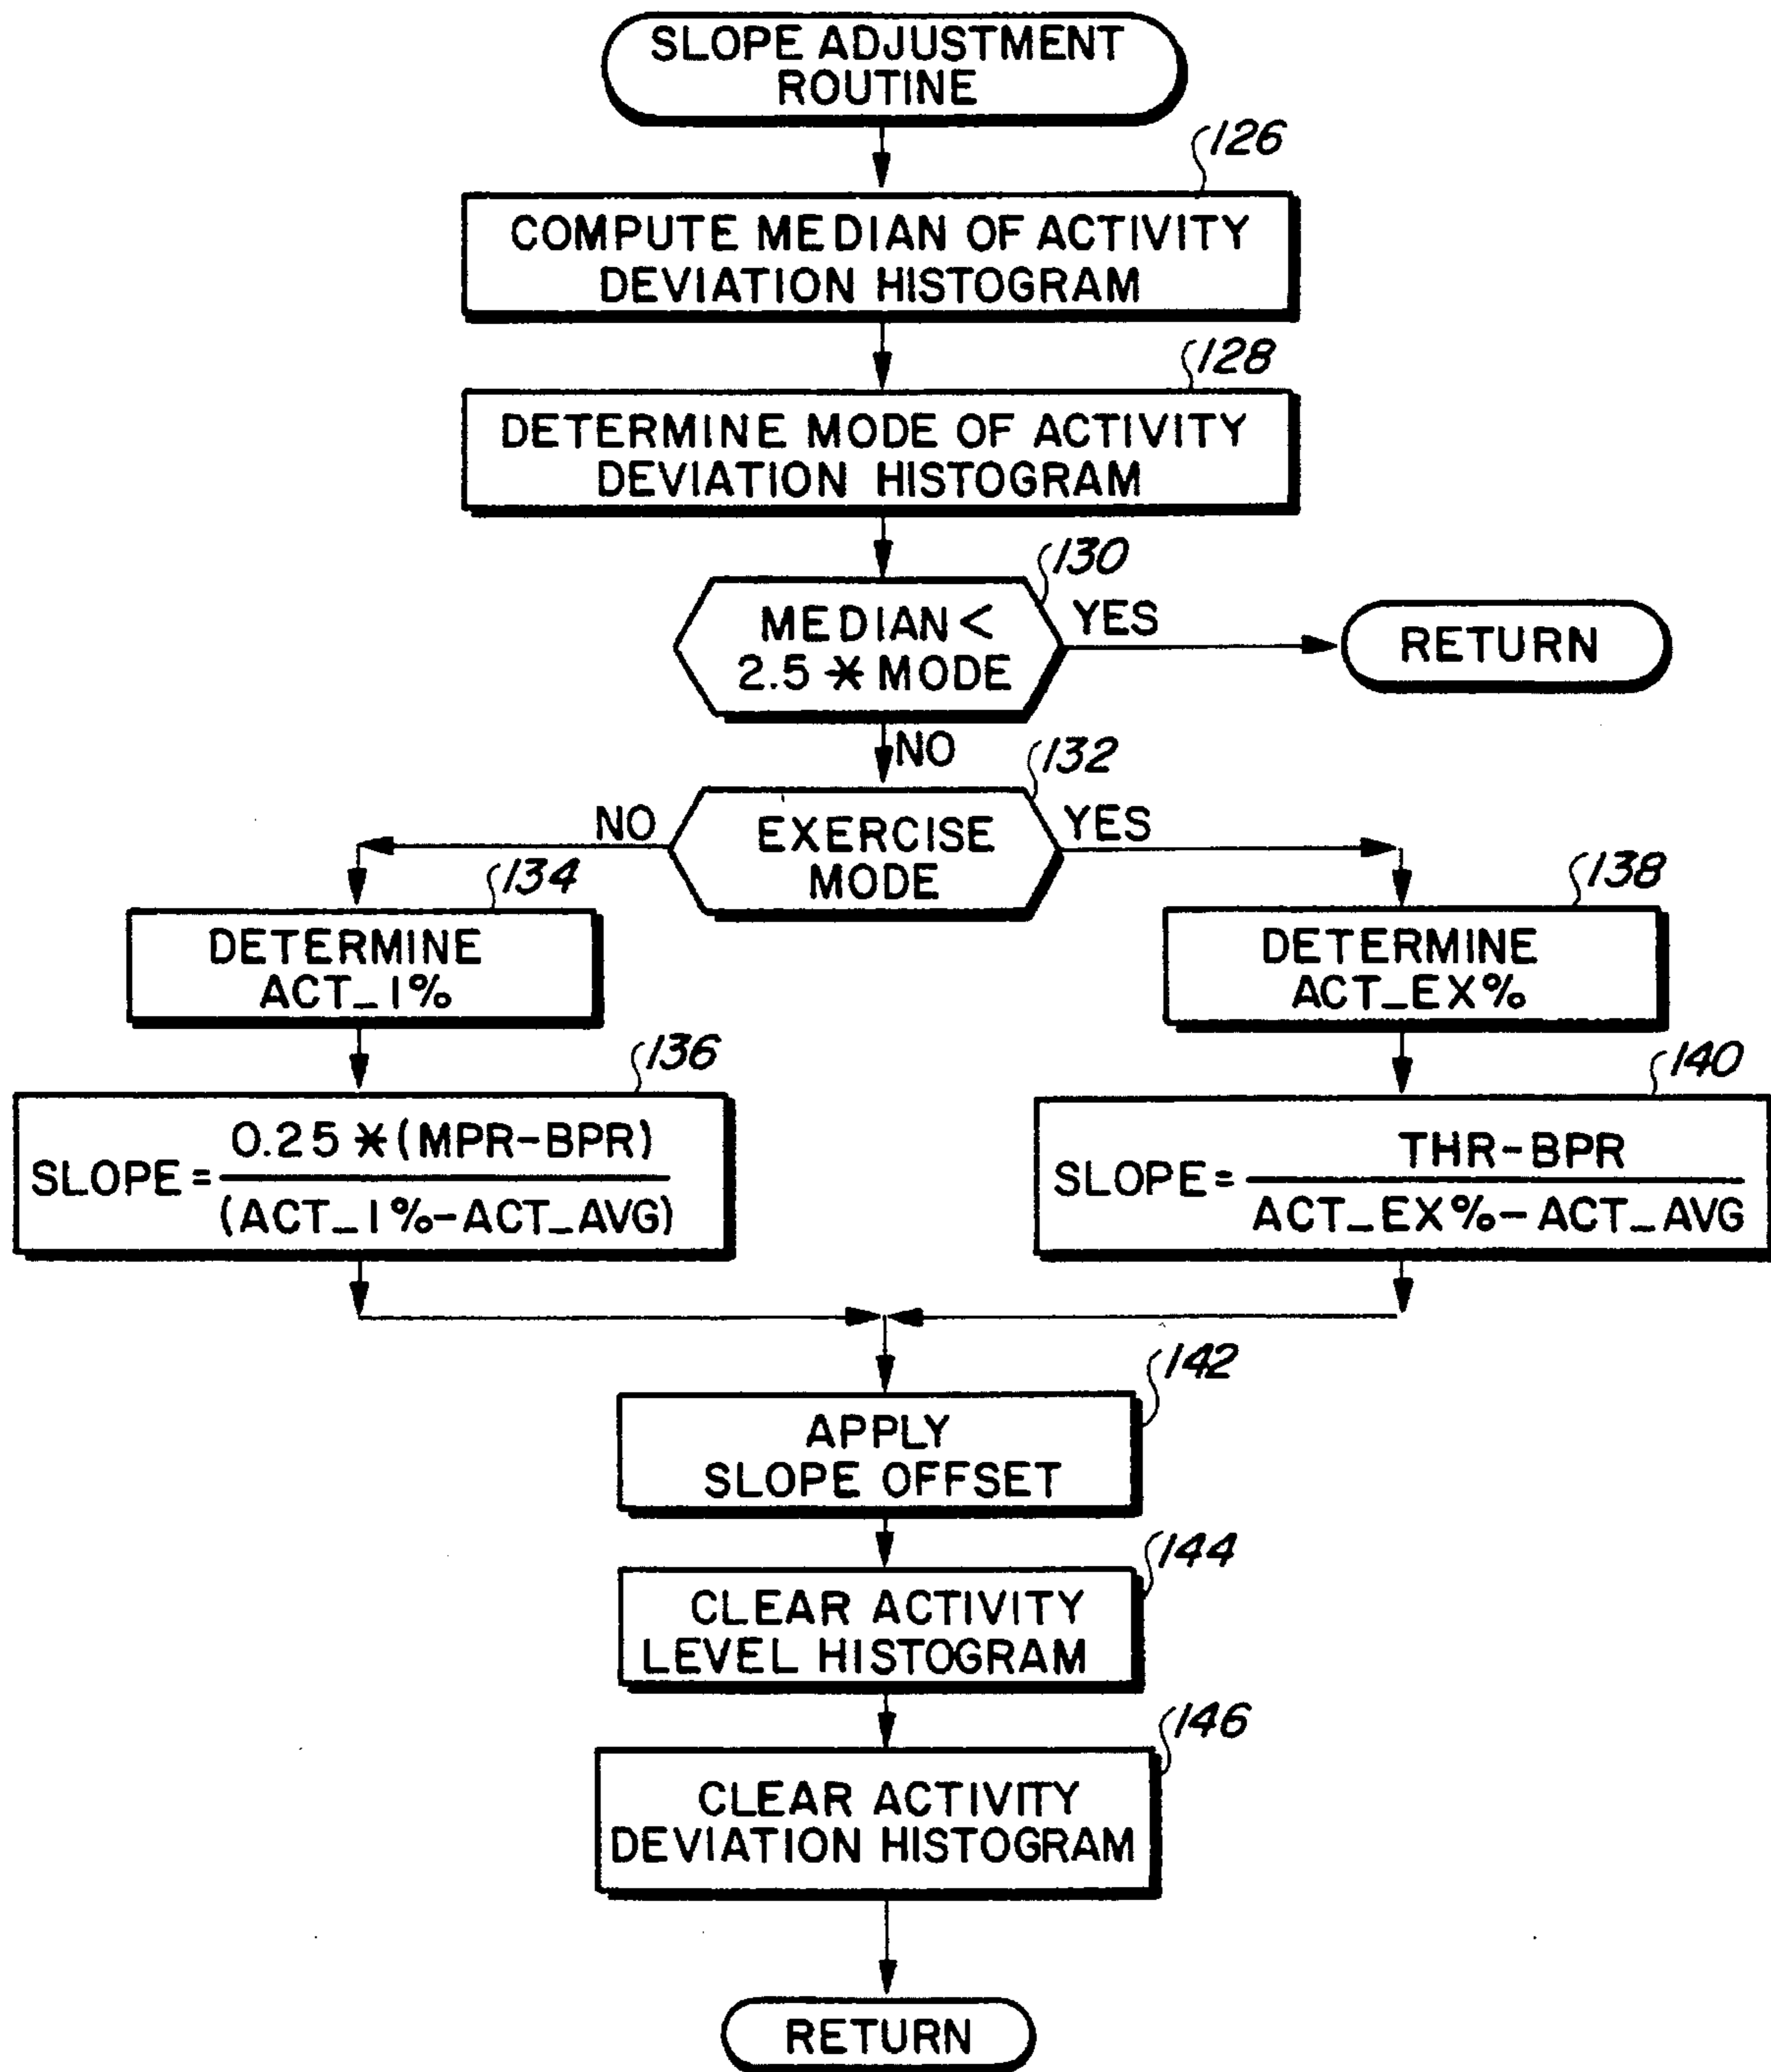 SLOPE ADJUSTMENT
ROUTINE
126
COMPUTE MEDIAN OF ACTIVITY
DEVIATION HISTOGRAM
128
DETERMINE MODE OF ACTIVITY
DEVIATION HISTOGRAM
130
MEDIAN <
2.5 * MODE
YES
RETURN
NO
132
EXERCISE
MODE
NO
YES
134
DETERMINE
ACT_1%
138
DETERMINE
ACT_EX%
136
SLOPE = 0.25 * (MPR-BPR)
(ACT_1%-ACT_AVG)
140
SLOPE = THR-BPR
ACT_EX%-ACT_AVG
142
APPLY
SLOPE OFFSET
144
CLEAR ACTIVITY
LEVEL HISTOGRAM
146
CLEAR ACTIVITY
DEVIATION HISTOGRAM
RETURN